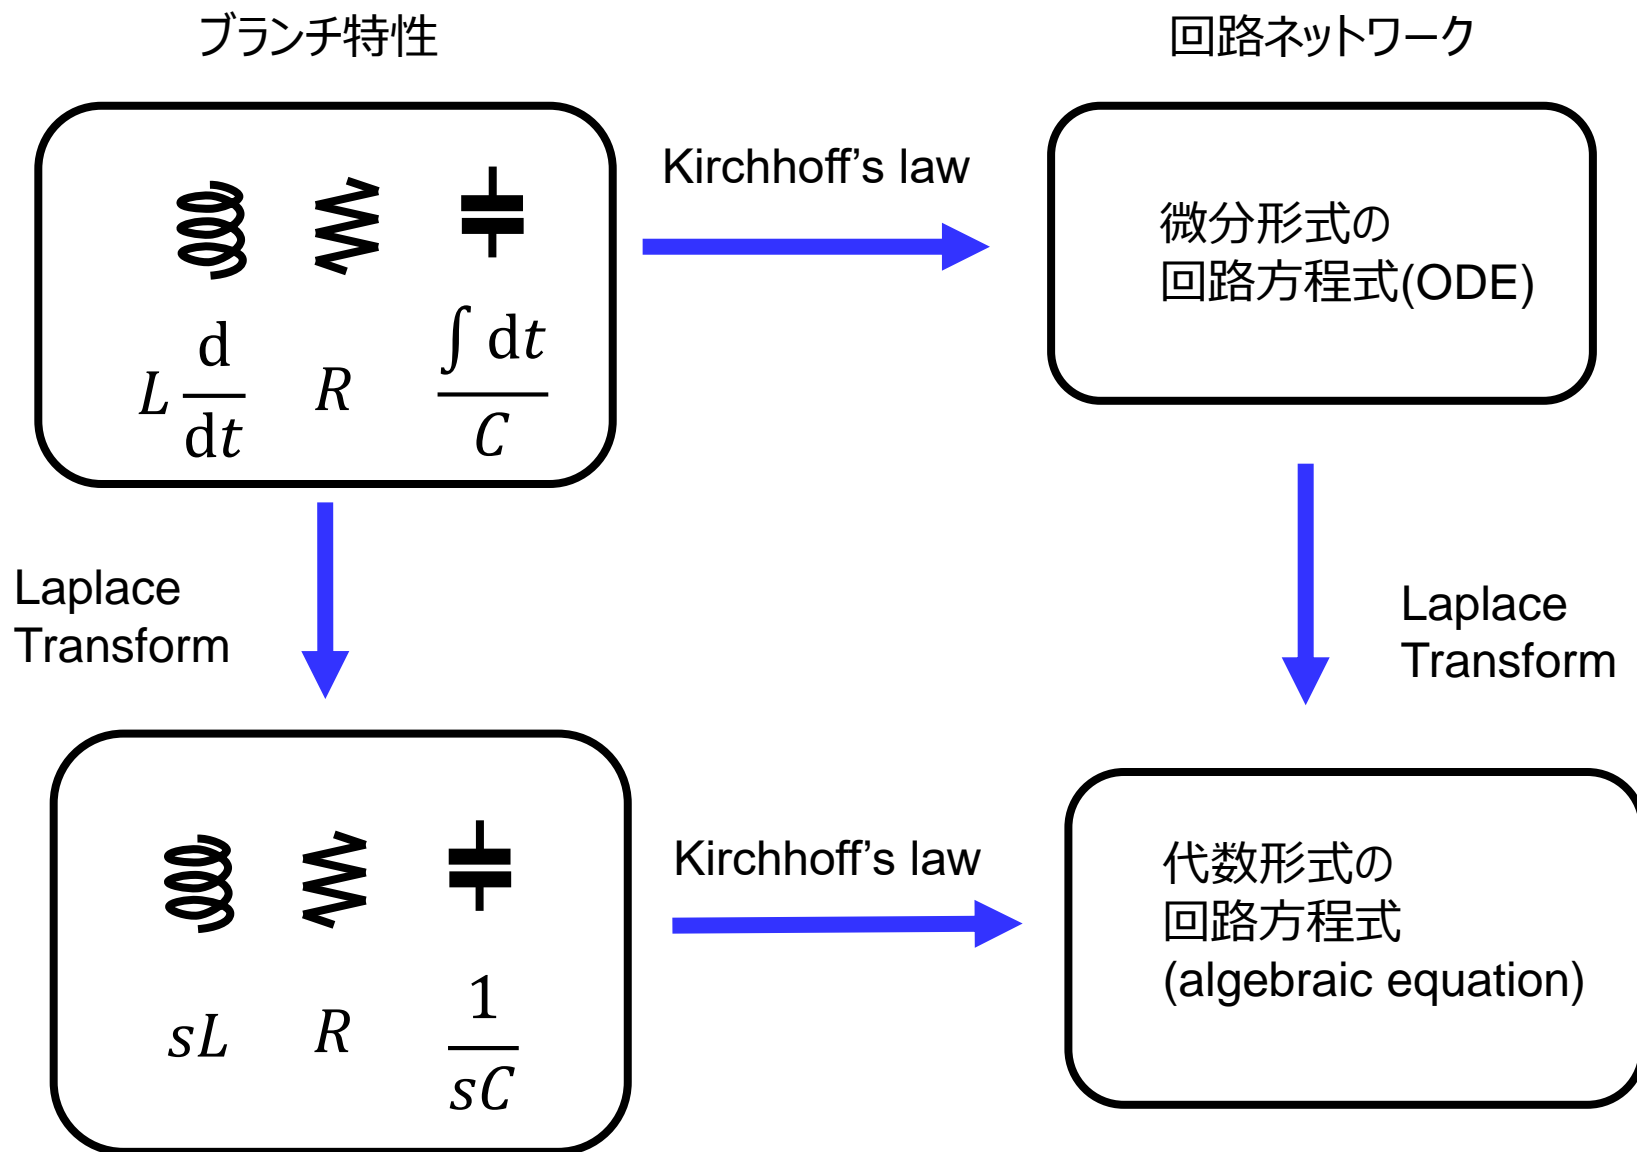 ブランチ特性
回路ネットワーク
L d/dt R ∫ dt/C
Kirchhoff's law
微分形式の
回路方程式(ODE)
Laplace
Transform
Laplace
Transform
sL R 1/sC
Kirchhoff's law
代数形式の
回路方程式
(algebraic equation)